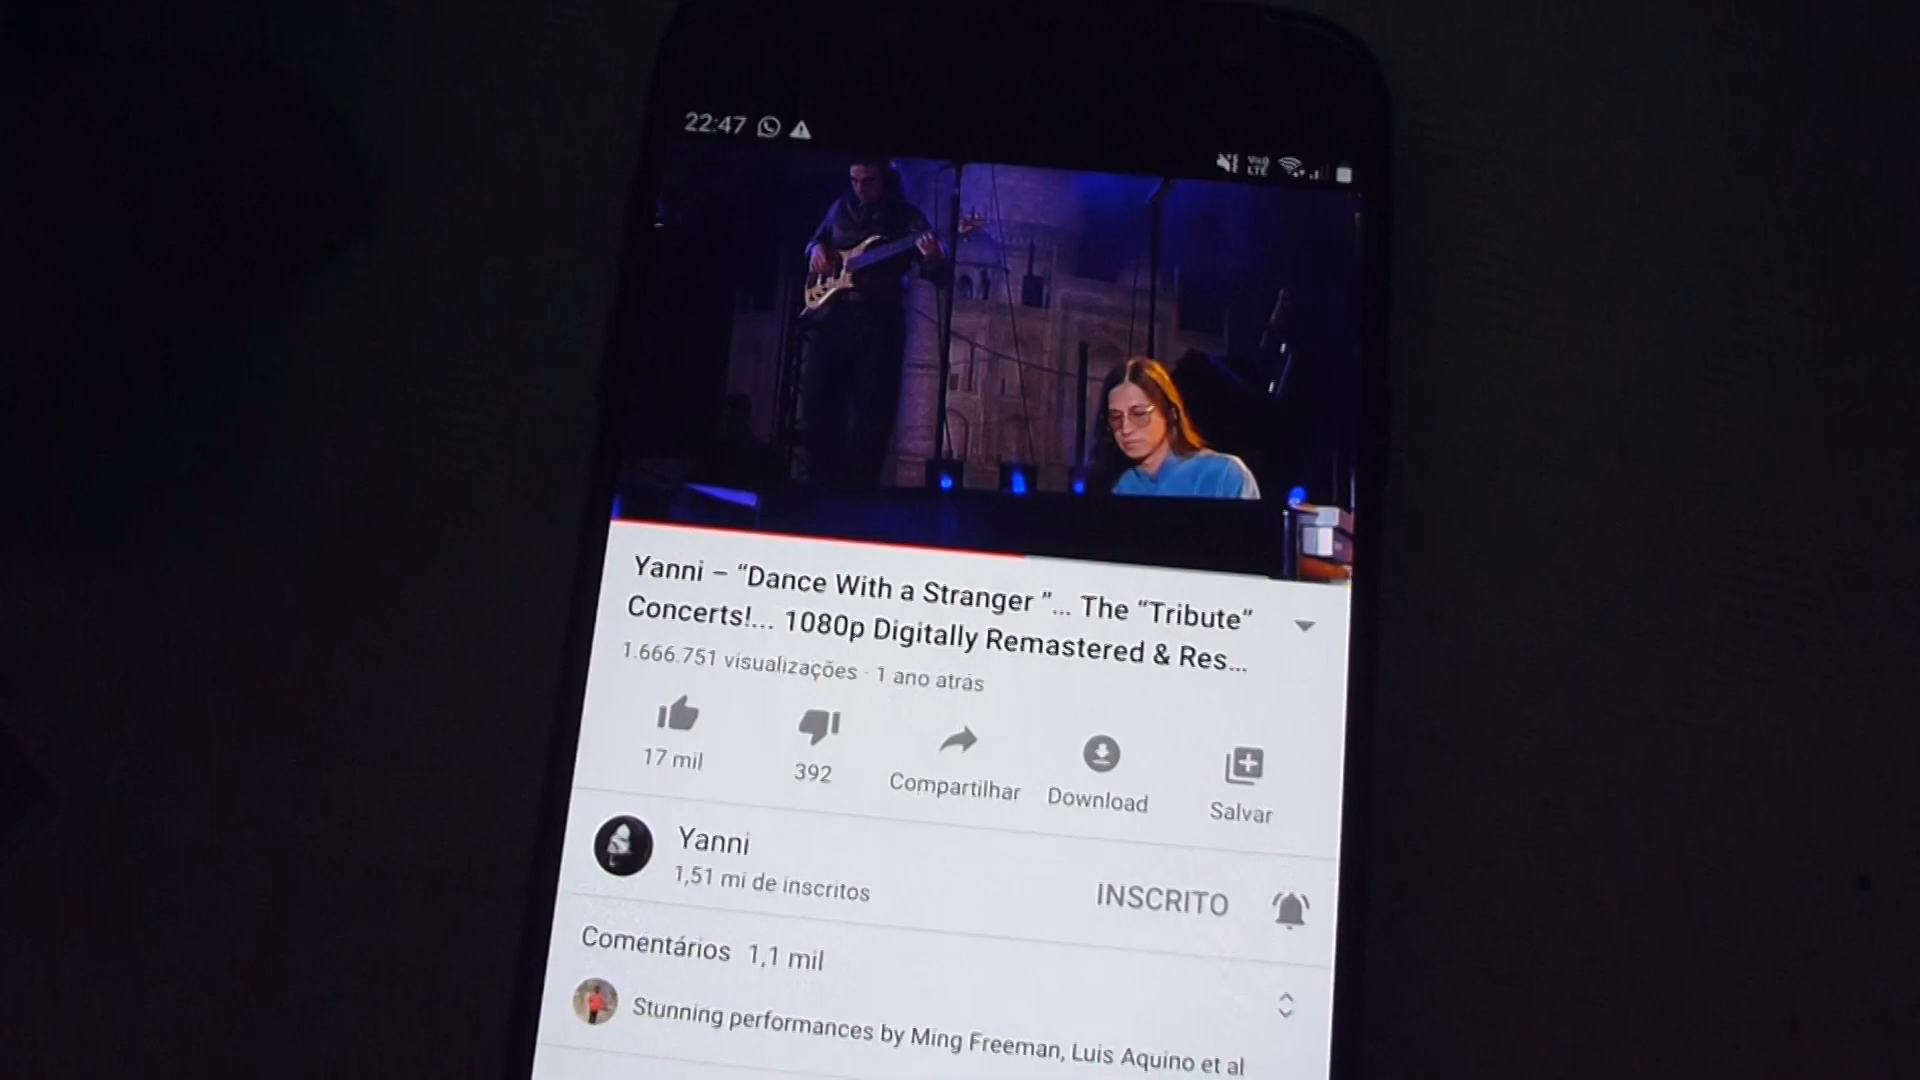 22:47
Vo))
LTE
Yanni – “Dance With a Stranger ”... The “Tribute”
Concerts!... 1080p Digitally Remastered & Res...
1.666.751 visualizações · 1 ano atrás
17 mil
392
Compartilhar
Download
Salvar
Yanni
1,51 mi de inscritos
INSCRITO
Comentários 1,1 mil
Stunning performances by Ming Freeman, Luis Aquino et al